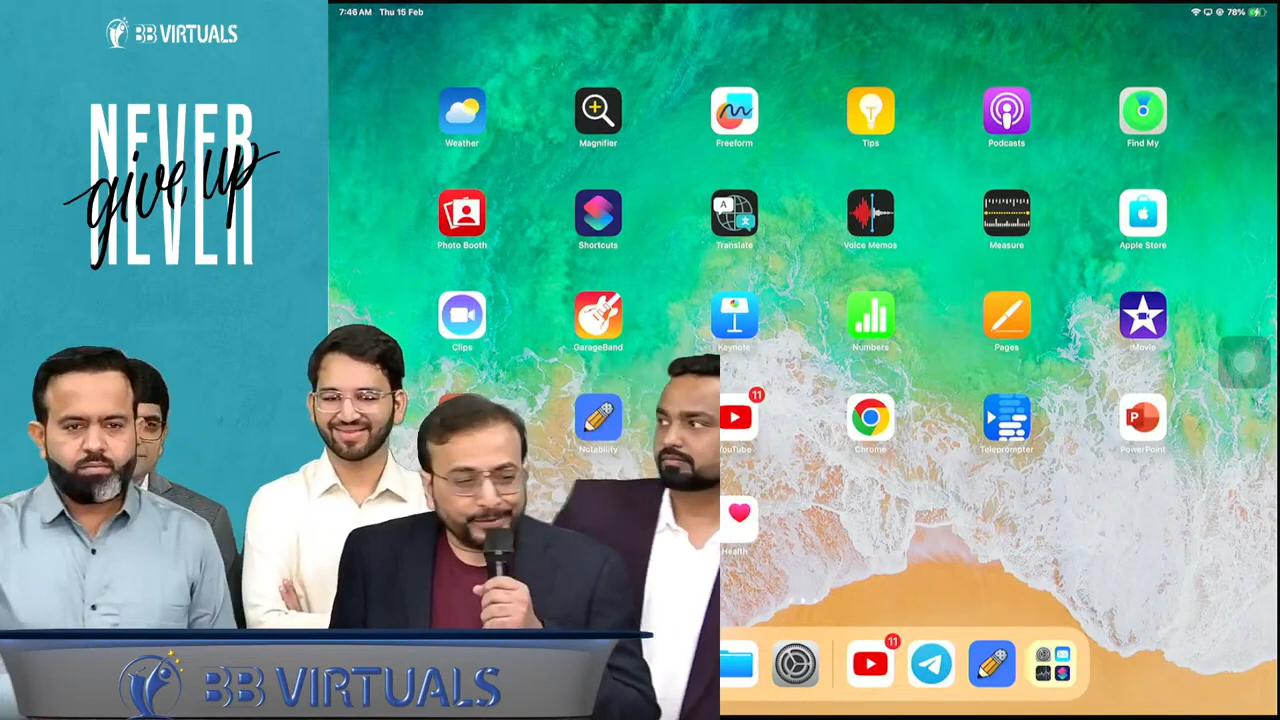 BB VIRTUALS
NEVER
give up
NEVER
7:46 AM Thu 15 Feb
78%
Weather
Magnifier
Freeform
Tips
Podcasts
Find My
Photo Booth
Shortcuts
Translate
Voice Memos
Measure
Apple Store
Clips
GarageBand
Keynote
Numbers
Pages
iMovie
11
Notability
YouTube
Chrome
Teleprompter
PowerPoint
Health
11
BB VIRTUALS